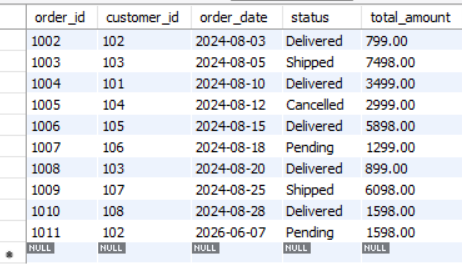 order_id customer_id order_date status total_amount
1002 102 2024-08-03 Delivered 799.00
1003 103 2024-08-05 Shipped 7498.00
1004 101 2024-08-10 Delivered 3499.00
1005 104 2024-08-12 Cancelled 2999.00
1006 105 2024-08-15 Delivered 5898.00
1007 106 2024-08-18 Pending 1299.00
1008 103 2024-08-20 Delivered 899.00
1009 107 2024-08-25 Shipped 6098.00
1010 108 2024-08-28 Delivered 1598.00
1011 102 2026-06-07 Pending 1598.00
NULL NULL NULL NULL NULL